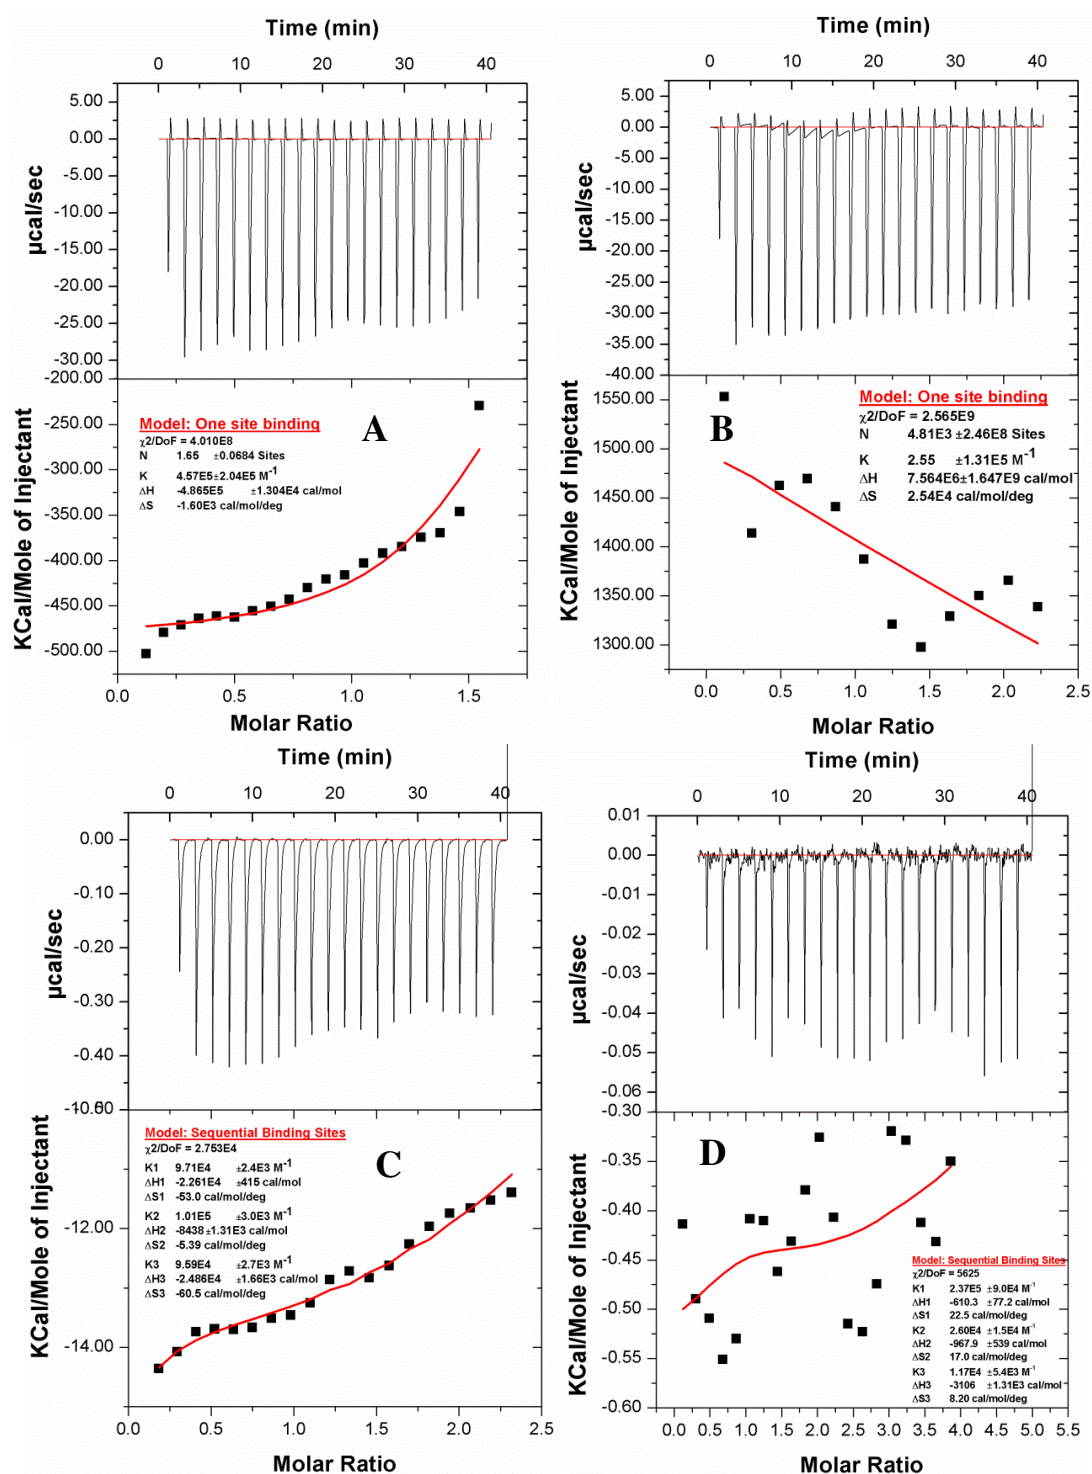 Time (min)
0 10 20 30 40
5.00
0.00
-5.00
-10.00
-15.00
-20.00
-25.00
-30.00
µcal/sec
-200.00
-250.00
-300.00
-350.00
-400.00
-450.00
-500.00
KCal/Mole of Injectant
Model: One site binding
χ2/DoF = 4.010E8
N 1.65 ±0.0684 Sites
K 4.57E5±2.04E5 M-1
ΔH -4.865E5 ±1.304E4 cal/mol
ΔS -1.60E3 cal/mol/deg
A
0.0 0.5 1.0 1.5
Molar Ratio
Time (min)
0 10 20 30 40
5.00
0.00
-5.00
-10.00
-15.00
-20.00
-25.00
-30.00
-35.00
-40.00
µcal/sec
1550.00
1500.00
1450.00
1400.00
1350.00
1300.00
KCal/Mole of Injectant
Model: One site binding
χ2/DoF = 2.565E9
N 4.81E3 ±2.46E8 Sites
K 2.55 ±1.31E5 M-1
ΔH 7.564E6±1.647E9 cal/mol
ΔS 2.54E4 cal/mol/deg
B
0.0 0.5 1.0 1.5 2.0 2.5
Molar Ratio
Time (min)
0 10 20 30 40
0.00
-0.10
-0.20
-0.30
-0.40
µcal/sec
-12.00
-14.00
KCal/Mole of Injectant
Model: Sequential Binding Sites
χ2/DoF = 2.753E4
K1 9.71E4 ±2.4E3 M-1
ΔH1 -2.261E4 ±415 cal/mol
ΔS1 -53.0 cal/mol/deg
K2 1.01E5 ±3.0E3 M-1
ΔH2 -8438 ±1.31E3 cal/mol
ΔS2 -5.39 cal/mol/deg
K3 9.59E4 ±2.7E3 M-1
ΔH3 -2.486E4 ±1.66E3 cal/mol
ΔS3 -60.5 cal/mol/deg
C
0.0 0.5 1.0 1.5 2.0 2.5
Molar Ratio
Time (min)
0 10 20 30 40
0.01
0.00
-0.01
-0.02
-0.03
-0.04
-0.05
-0.06
µcal/sec
-0.30
-0.35
-0.40
-0.45
-0.50
-0.55
-0.60
KCal/Mole of Injectant
D
Model: Sequential Binding Sites
χ2/DoF = 5625
K1 2.37E5 ±9.0E4 M-1
ΔH1 -610.3 ±77.2 cal/mol
ΔS1 22.5 cal/mol/deg
K2 2.60E4 ±1.5E4 M-1
ΔH2 -967.9 ±539 cal/mol
ΔS2 17.0 cal/mol/deg
K3 1.17E4 ±5.4E3 M-1
ΔH3 -3106 ±1.31E3 cal/mol
ΔS3 8.20 cal/mol/deg
0.0 0.5 1.0 1.5 2.0 2.5 3.0 3.5 4.0 4.5 5.0 5.5
Molar Ratio